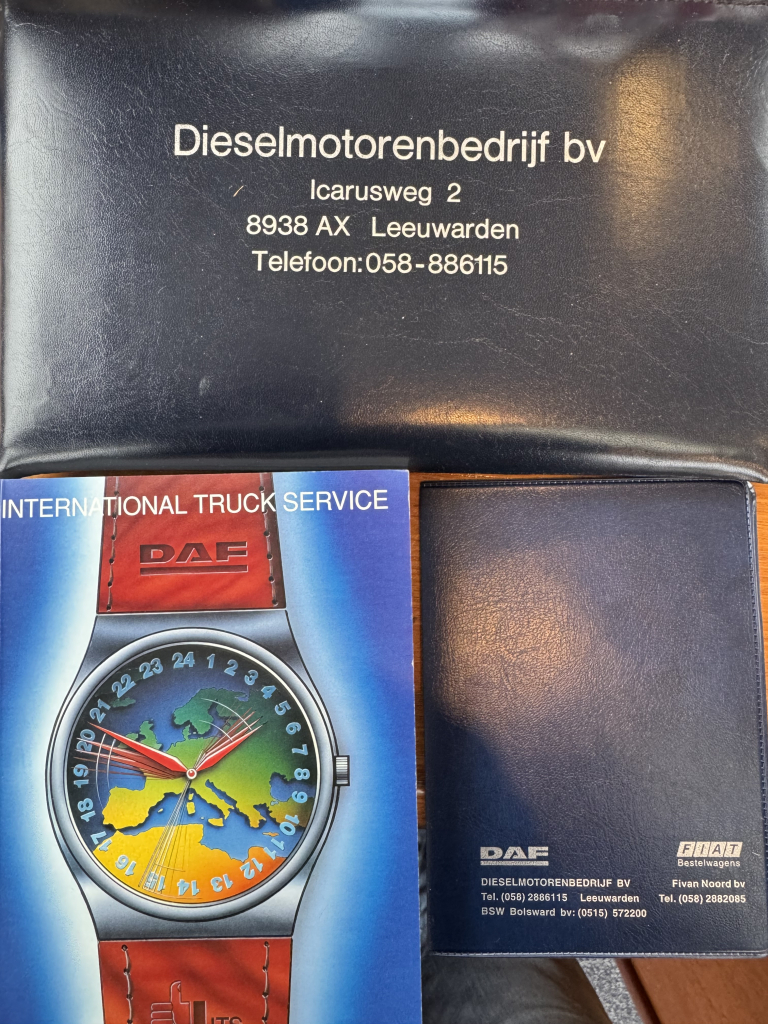 Dieselmotorenbedrijf bv
Icarusweg 2
8938 AX Leeuwarden
Telefoon: 058-886115
INTERNATIONAL TRUCK SERVICE
DAF
24 1 2 3 4 5 6 7 8 9 10 11 12 13 14 15 16 17 18 19 20 21 22 23
ITS
DAF
FIAT
Bestelwagens
DIESELMOTORENBEDRIJF BV
Fivan Noord bv
Tel. (058) 2886115 Leeuwarden
Tel. (058) 2882085
BSW Bolsward bv: (0515) 572200